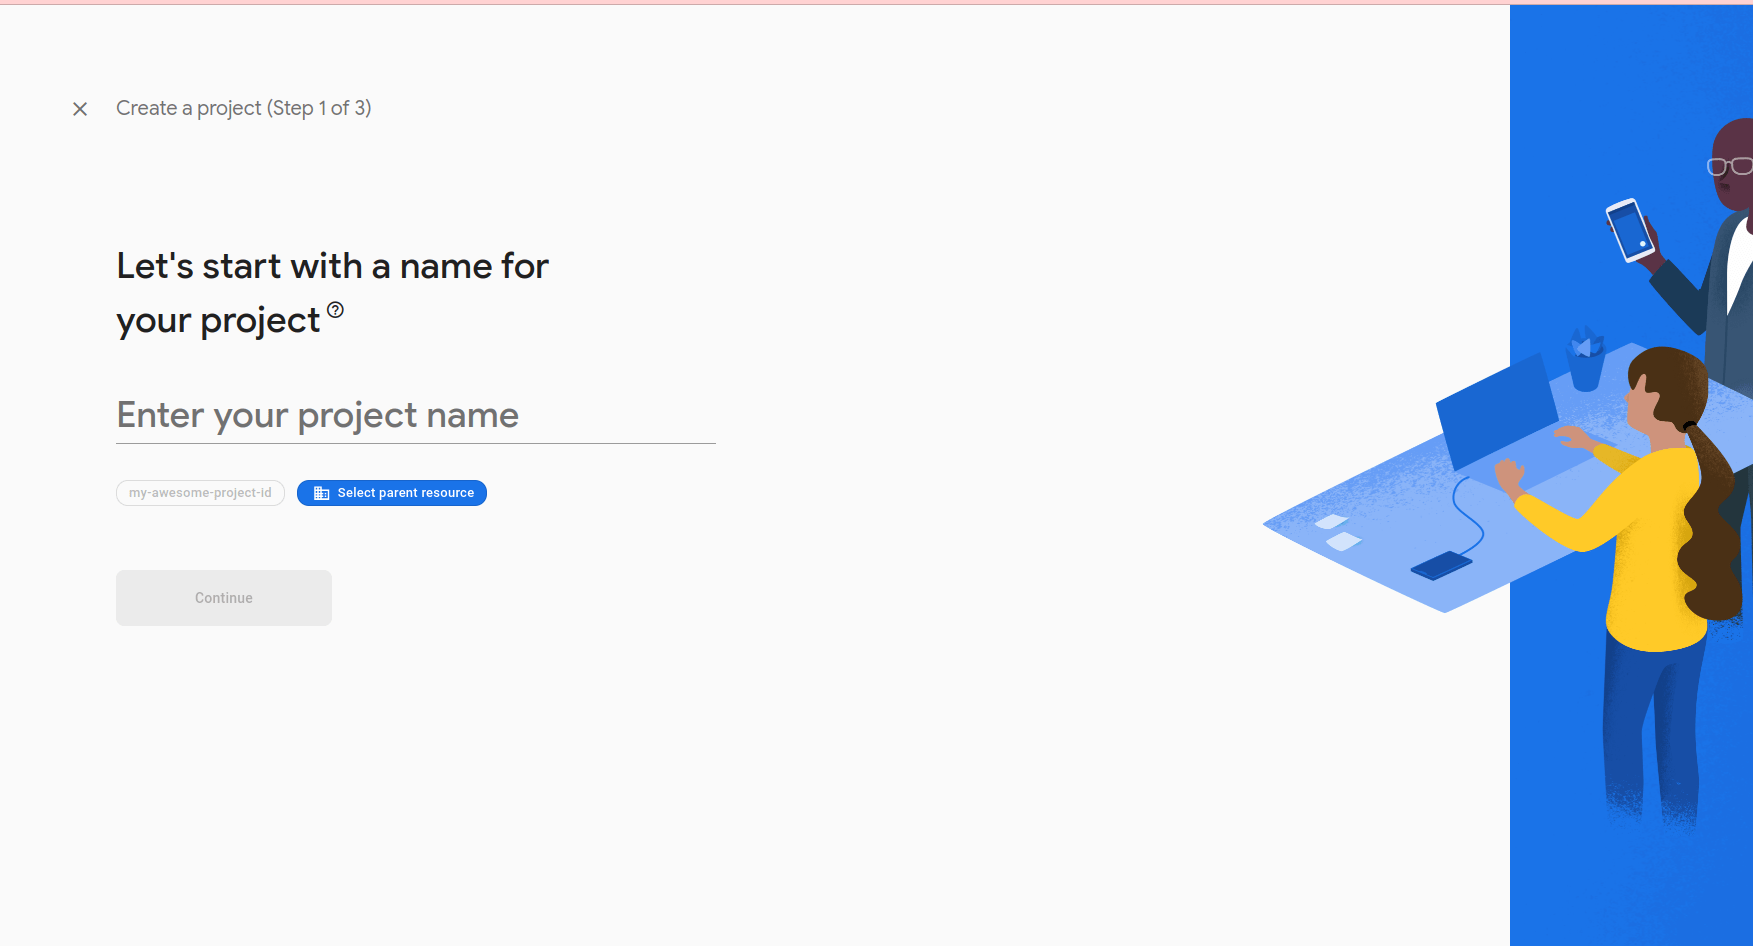 Create a project (Step 1 of 3)
Let's start with a name for
your project
Enter your project name
my-awesome-project-id
Select parent resource
Continue